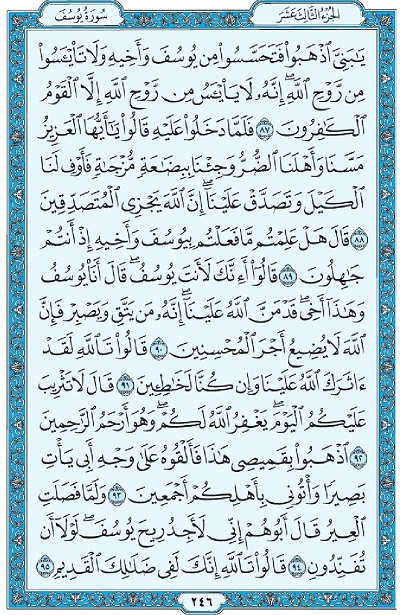 الجزء الثالث عشر سورة يوسف
يَٰبَنِيَّ ٱذْهَبُوا۟ فَتَحَسَّسُوا۟ مِن يُوسُفَ وَأَخِيهِ وَلَا تَا۟يْـَٔسُوا۟
مِن رَّوْحِ ٱللَّهِ ۖ إِنَّهُۥ لَا يَا۟يْـَٔسُ مِن رَّوْحِ ٱللَّهِ إِلَّا ٱلْقَوْمُ
ٱلْكَٰفِرُونَ ٨٧ فَلَمَّا دَخَلُوا۟ عَلَيْهِ قَالُوا۟ يَٰٓأَيُّهَا ٱلْعَزِيزُ
مَسَّنَا وَأَهْلَنَا ٱلضُّرُّ وَجِئْنَا بِبِضَٰعَةٍ مُّزْجَىٰةٍ فَأَوْفِ لَنَا
ٱلْكَيْلَ وَتَصَدَّقْ عَلَيْنَآ ۖ إِنَّ ٱللَّهَ يَجْزِى ٱلْمُتَصَدِّقِينَ
٨٨ قَالَ هَلْ عَلِمْتُم مَّا فَعَلْتُم بِيُوسُفَ وَأَخِيهِ إِذْ أَنتُمْ
جَٰهِلُونَ ٨٩ قَالُوٓا۟ أَءِنَّكَ لَأَنتَ يُوسُفُ ۖ قَالَ أَنَا۠ يُوسُفُ
وَهَٰذَآ أَخِى ۖ قَدْ مَنَّ ٱللَّهُ عَلَيْنَآ ۖ إِنَّهُۥ مَن يَتَّقِ وَيَصْبِرْ فَإِنَّ
ٱللَّهَ لَا يُضِيعُ أَجْرَ ٱلْمُحْسِنِينَ ٩٠ قَالُوا۟ تَٱللَّهِ لَقَدْ
ءَاثَرَكَ ٱللَّهُ عَلَيْنَا وَإِن كُنَّا لَخَٰطِـِٔينَ ٩١ قَالَ لَا تَثْرِيبَ
عَلَيْكُمُ ٱلْيَوْمَ ۖ يَغْفِرُ ٱللَّهُ لَكُمْ ۖ وَهُوَ أَرْحَمُ ٱلرَّٰحِمِينَ
٩٢ ٱذْهَبُوا۟ بِقَمِيصِى هَٰذَا فَأَلْقُوهُ عَلَىٰ وَجْهِ أَبِى يَأْتِ
بَصِيرًا وَأْتُونِى بِأَهْلِكُمْ أَجْمَعِينَ ٩٣ وَلَمَّا فَصَلَتِ
ٱلْعِيرُ قَالَ أَبُوهُمْ إِنِّى لَأَجِدُ رِيحَ يُوسُفَ ۖ لَوْلَآ أَن
تُفَنِّدُونِ ٩٤ قَالُوا۟ تَٱللَّهِ إِنَّكَ لَفِى ضَلَٰلِكَ ٱلْقَدِيمِ ٩٥
٢٤٦